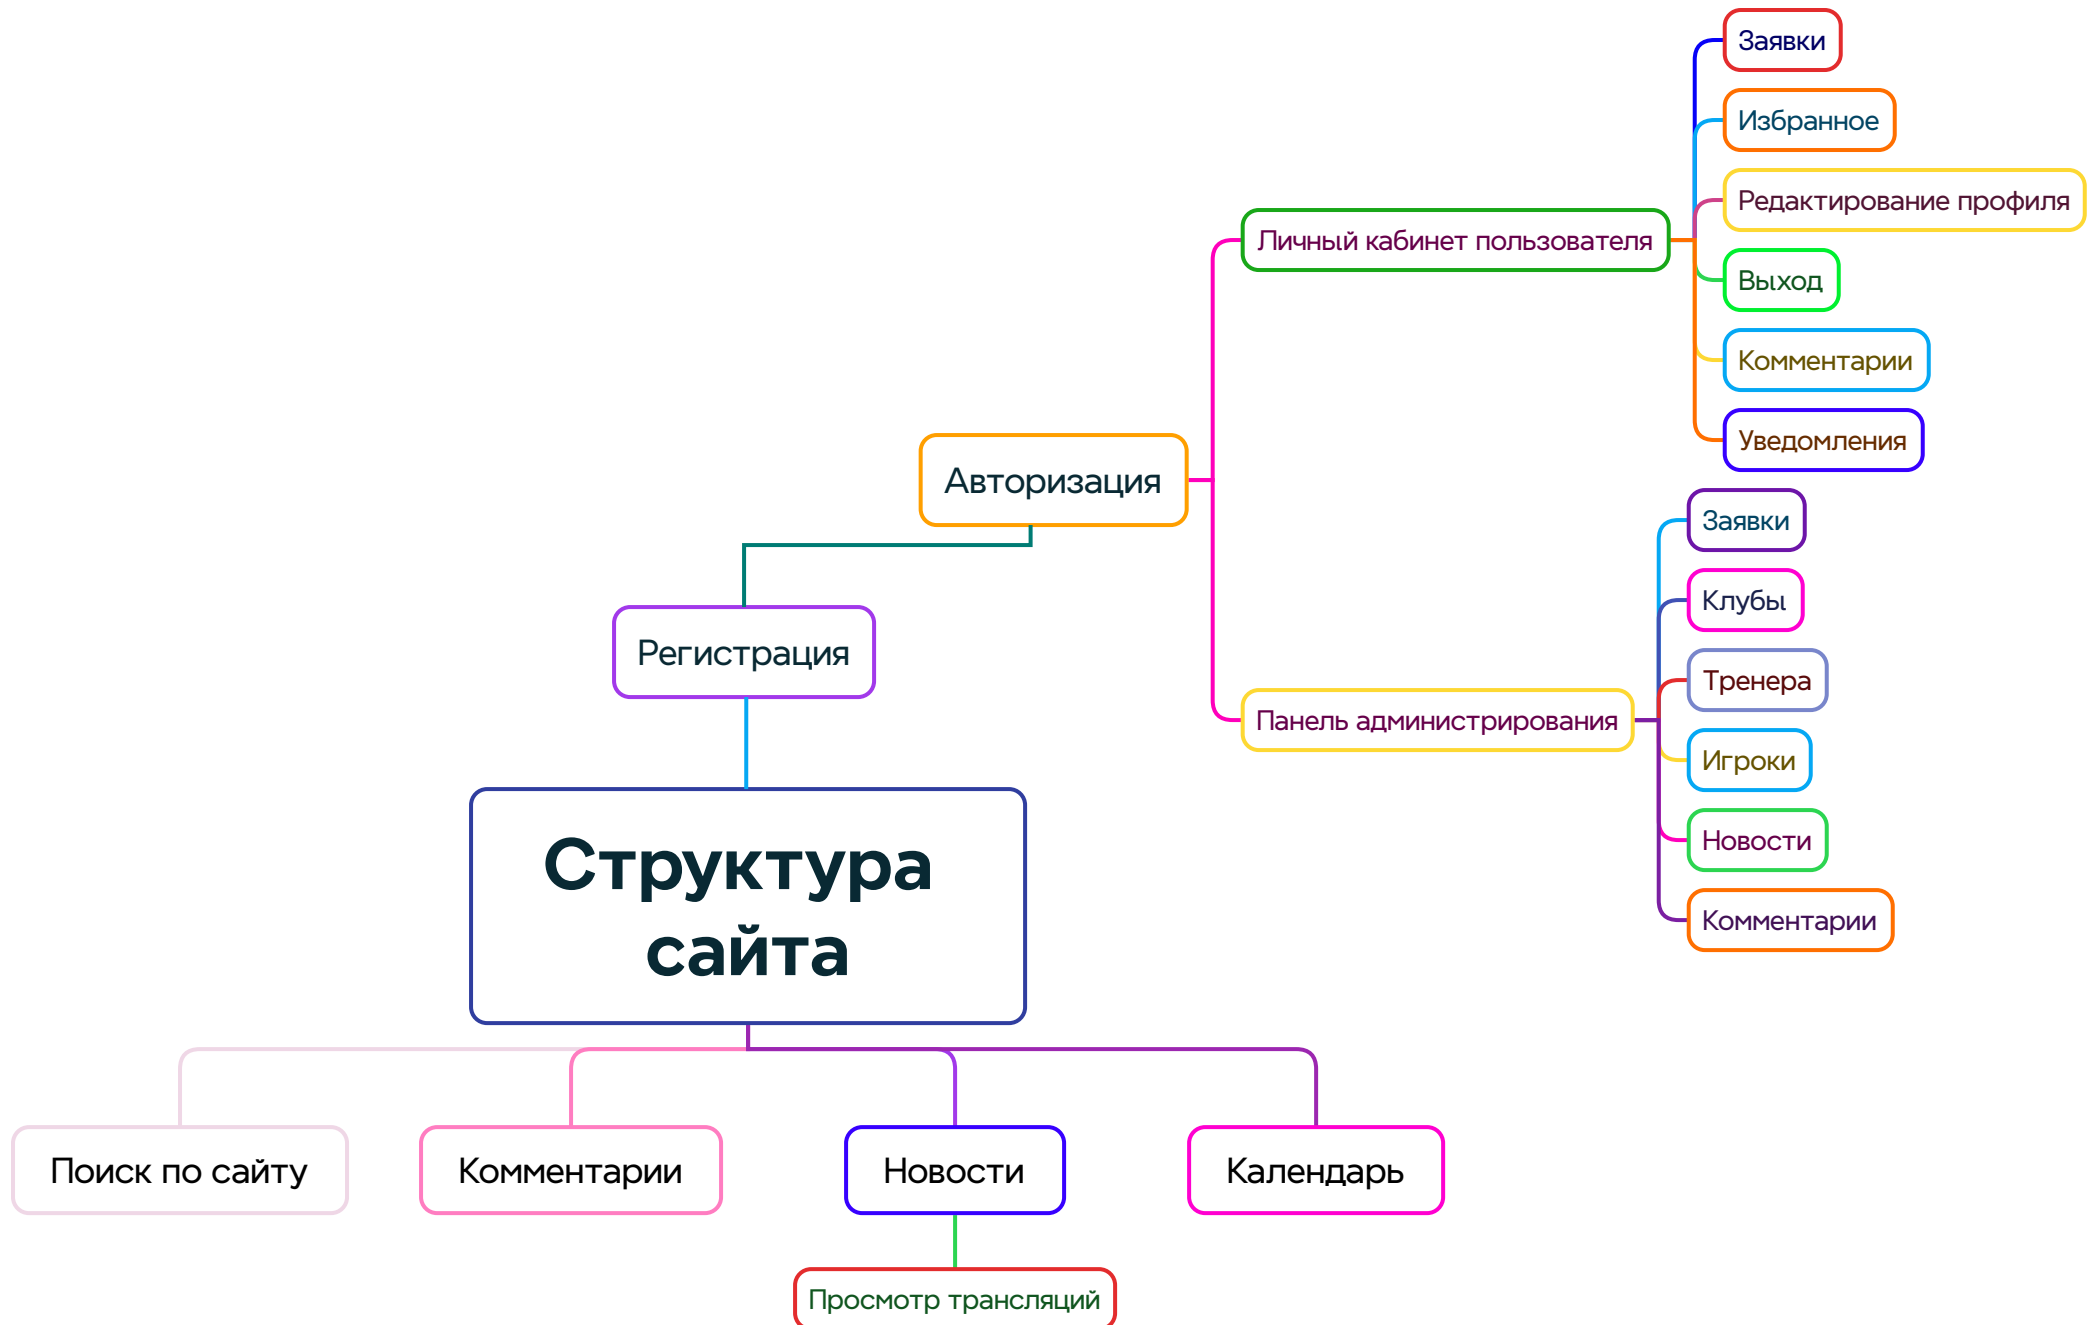 Заявки
Избранное
Редактирование профиля
Личный кабинет пользователя
Выход
Комментарии
Уведомления
Авторизация
Заявки
Клубы
Регистрация
Тренера
Панель администрирования
Игроки
Новости
Комментарии
Структура
сайта
Поиск по сайту
Комментарии
Новости
Календарь
Просмотр трансляций